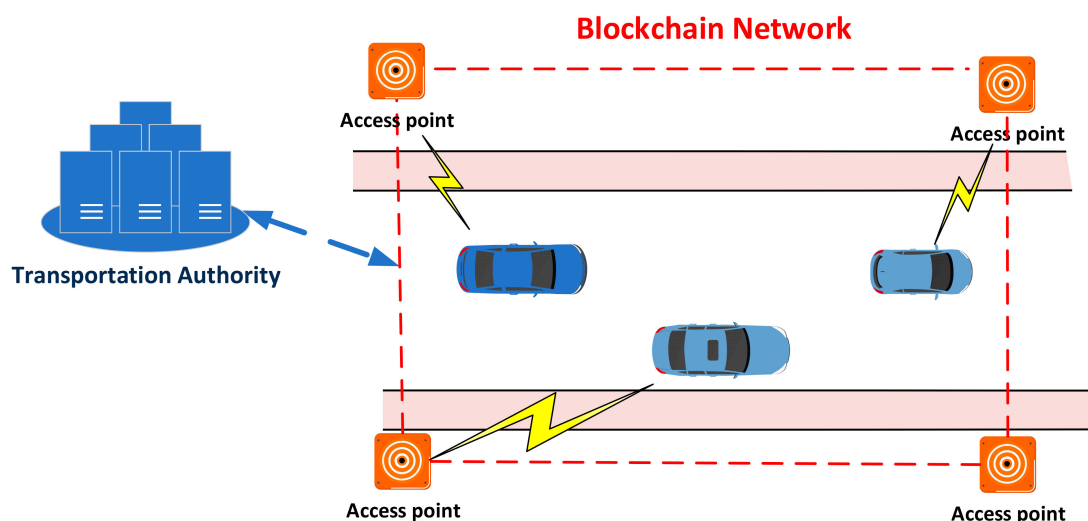 Blockchain Network
Access point
Access point
Transportation Authority
Access point
Access point